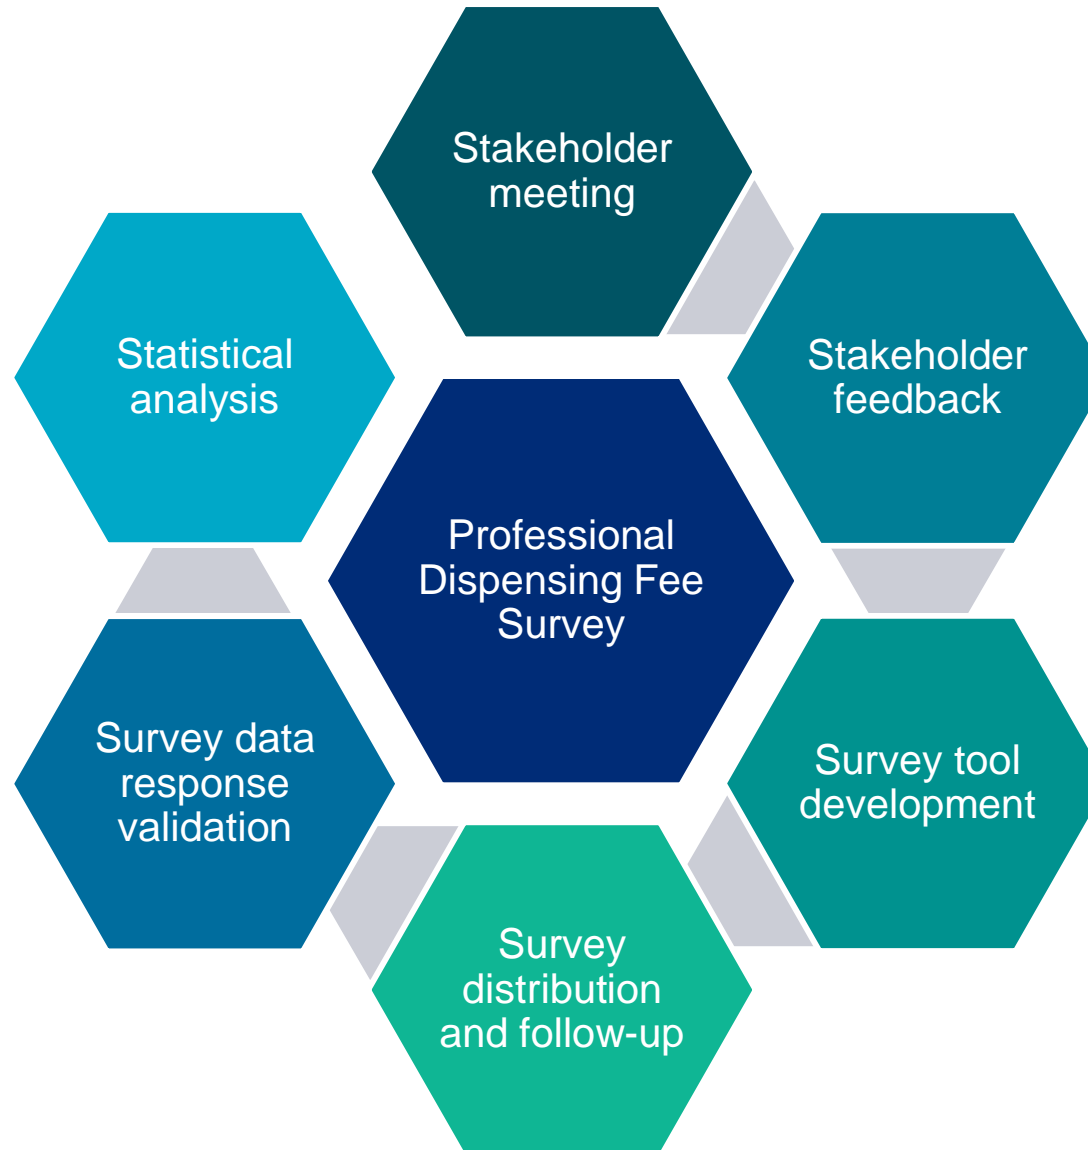 Stakeholder
meeting
Stakeholder
feedback
Survey tool
development
Survey
distribution
and follow-up
Survey data
response
validation
Statistical
analysis
Professional
Dispensing Fee
Survey